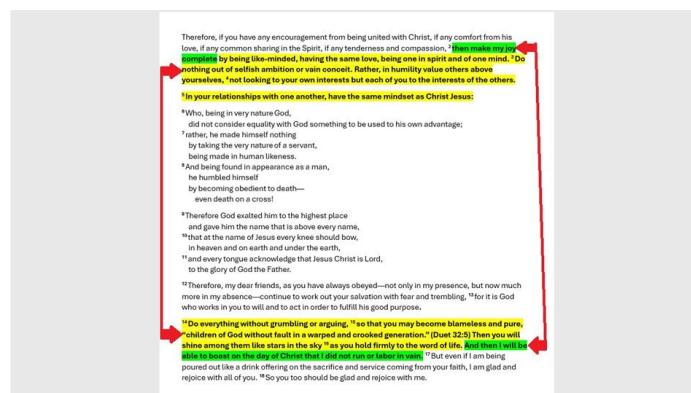 Therefore, if you have any encouragement from being united with Christ, if any comfort from his
love, if any common sharing in the Spirit, if any tenderness and compassion, ²then make my joy
complete by being like-minded, having the same love, being one in spirit and of one mind. ³Do
nothing out of selfish ambition or vain conceit. Rather, in humility value others above
yourselves, ⁴not looking to your own interests but each of you to the interests of the others.
⁵In your relationships with one another, have the same mindset as Christ Jesus:
⁶Who, being in very nature God,
did not consider equality with God something to be used to his own advantage;
⁷rather, he made himself nothing
by taking the very nature of a servant,
being made in human likeness.
⁸And being found in appearance as a man,
he humbled himself
by becoming obedient to death—
even death on a cross!
⁹Therefore God exalted him to the highest place
and gave him the name that is above every name,
¹⁰that at the name of Jesus every knee should bow,
in heaven and on earth and under the earth,
¹¹and every tongue acknowledge that Jesus Christ is Lord,
to the glory of God the Father.
¹²Therefore, my dear friends, as you have always obeyed—not only in my presence, but now much
more in my absence—continue to work out your salvation with fear and trembling, ¹³for it is God
who works in you to will and to act in order to fulfill his good purpose.
¹⁴Do everything without grumbling or arguing, ¹⁵so that you may become blameless and pure,
"children of God without fault in a warped and crooked generation." (Duet 32:5) Then you will
shine among them like stars in the sky ¹⁶as you hold firmly to the word of life. And then I will be
able to boast on the day of Christ that I did not run or labor in vain. ¹⁷But even if I am being
poured out like a drink offering on the sacrifice and service coming from your faith, I am glad and
rejoice with all of you. ¹⁸So you too should be glad and rejoice with me.